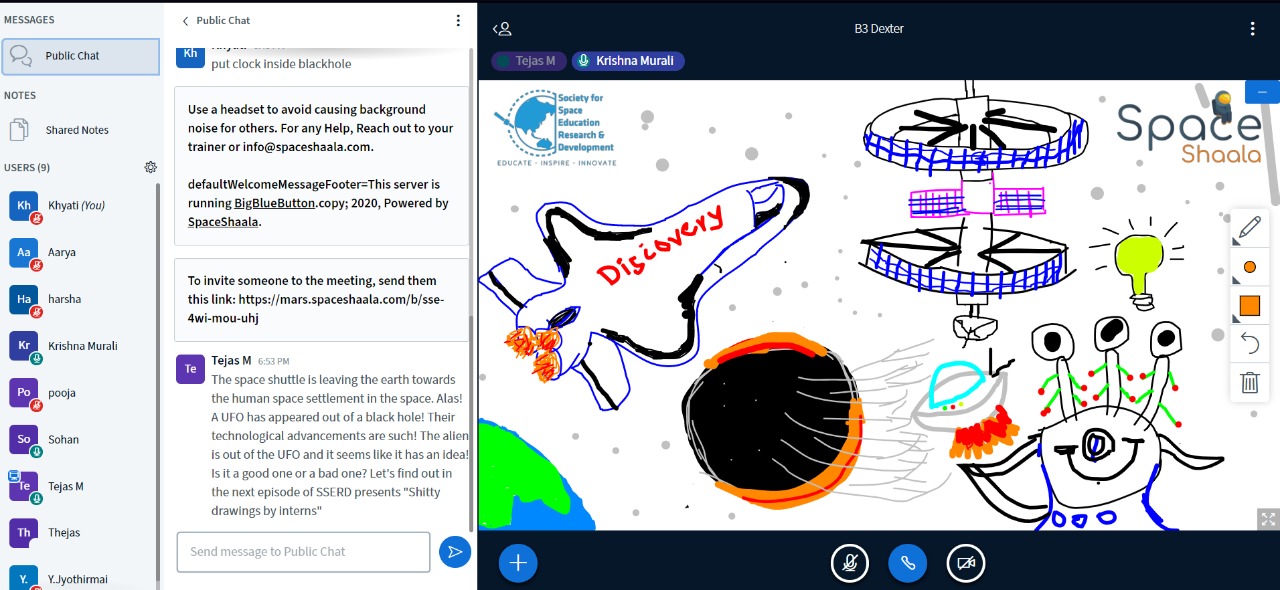 MESSAGES
Public Chat
NOTES
Shared Notes
USERS (9)
Kh
Khyati (You)
Aa
Aarya
Ha
harsha
Kr
Krishna Murali
Po
pooja
So
Sohan
Te
Tejas M
Th
Thejas
Y.
Y.Jyothirmai
Public Chat
Kh
put clock inside blackhole
Use a headset to avoid causing background
noise for others. For any Help, Reach out to your
trainer or info@spaceshaala.com.
defaultWelcomeMessageFooter=This server is
running BigBlueButton copy; 2020, Powered by
SpaceShaala.
To invite someone to the meeting, send them
this link: https://mars.spaceshaala.com/b/sse-
4wi-mou-uhj
Te
Tejas M 6:53 PM
The space shuttle is leaving the earth towards
the human space settlement in the space. Alas!
A UFO has appeared out of a black hole! Their
technological advancements are such! The alien
is out of the UFO and it seems like it has an idea!
Is it a good one or a bad one? Let's find out in
the next episode of SSERD presents "Shitty
drawings by interns"
Send message to Public Chat
B3 Dexter
Tejas M
Krishna Murali
Society for
Space
Education
Research &
Development
EDUCATE - INSPIRE - INNOVATE
Space
Shaala
Discovery